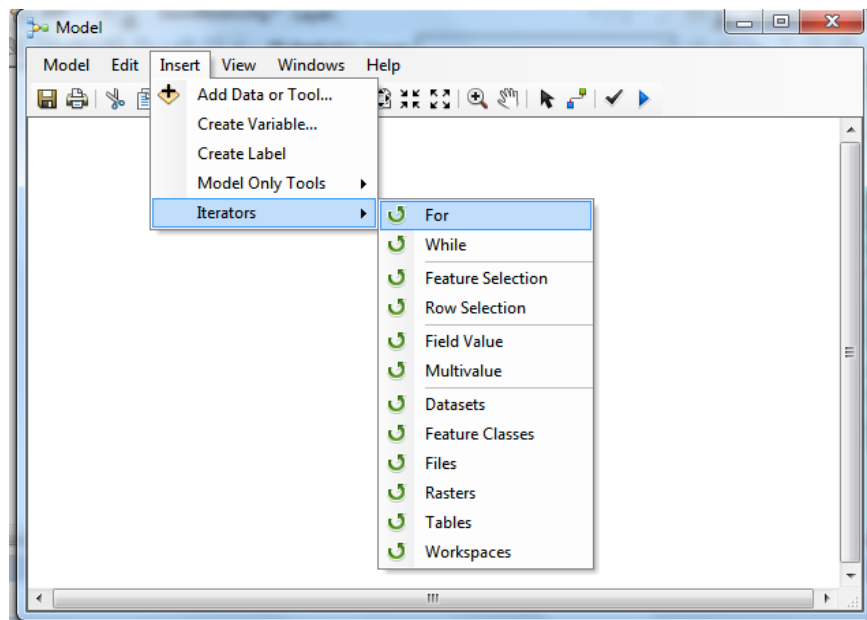 Model
Model Edit Insert View Windows Help
Add Data or Tool...
Create Variable...
Create Label
Model Only Tools
Iterators
For
While
Feature Selection
Row Selection
Field Value
Multivalue
Datasets
Feature Classes
Files
Rasters
Tables
Workspaces